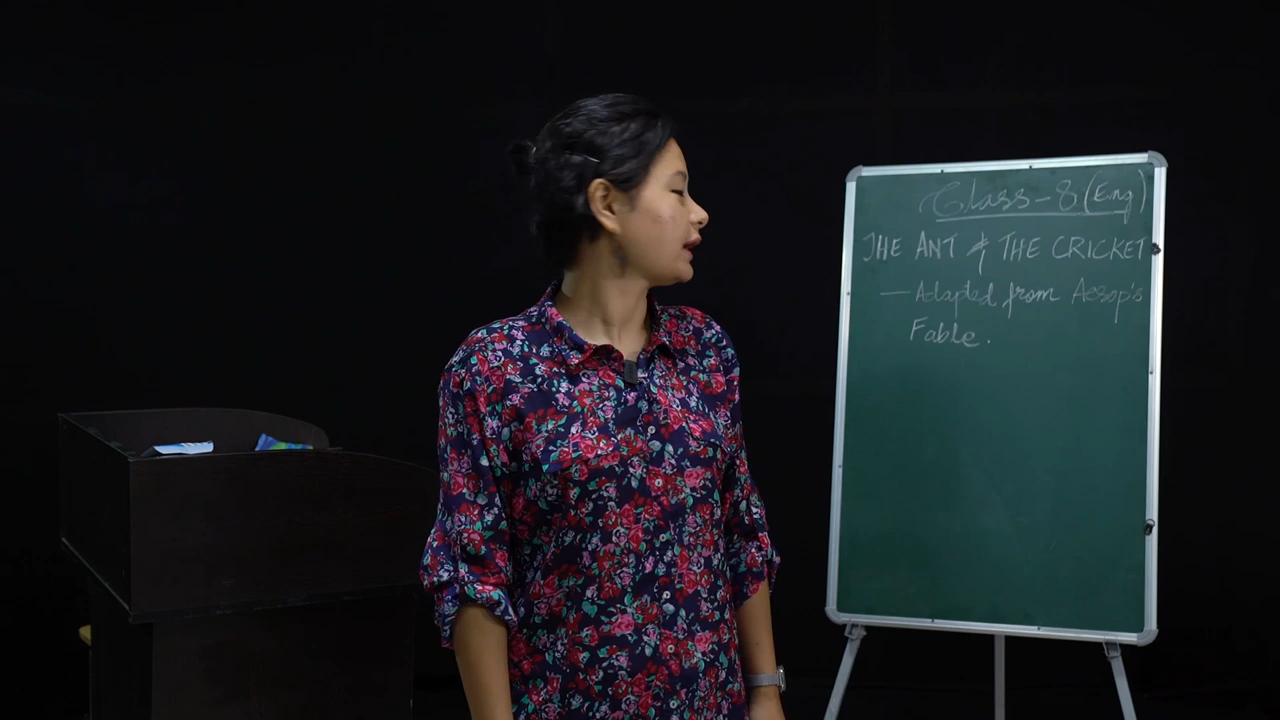 Class-8 (Eng)
THE ANT & THE CRICKET
— Adapted from Aesop's
Fable.